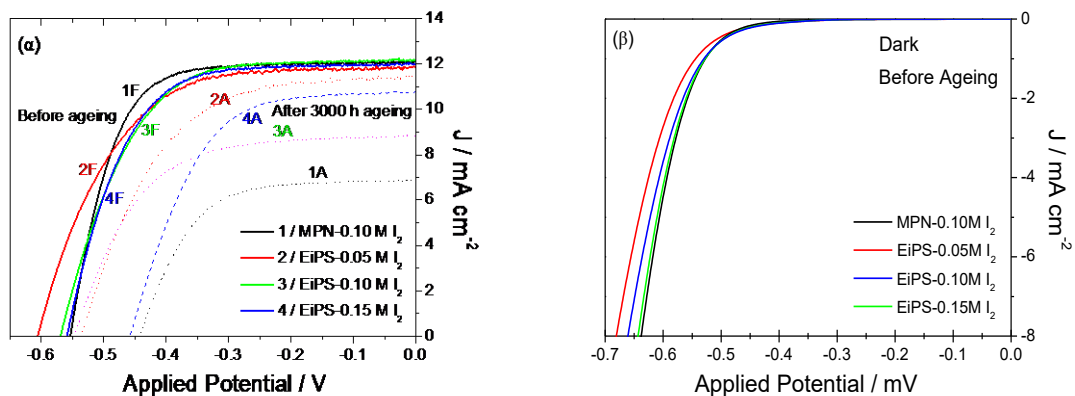 (α)
1F
Before ageing
2A
After 3000 h ageing
4A
3A
3F
2F
1A
4F
1 / MPN-0.10 M I₂
2 / EiPS-0.05 M I₂
3 / EiPS-0.10 M I₂
4 / EiPS-0.15 M I₂
14
12
10
8
6
4
2
0
J / mA cm⁻²
-0.6 -0.5 -0.4 -0.3 -0.2 -0.1 0.0
Applied Potential / V
(β)
Dark
Before Ageing
MPN-0.10M I₂
EiPS-0.05M I₂
EiPS-0.10M I₂
EiPS-0.15M I₂
0
-2
-4
-6
-8
J / mA cm⁻²
-0.7 -0.6 -0.5 -0.4 -0.3 -0.2 -0.1 0.0
Applied Potential / mV